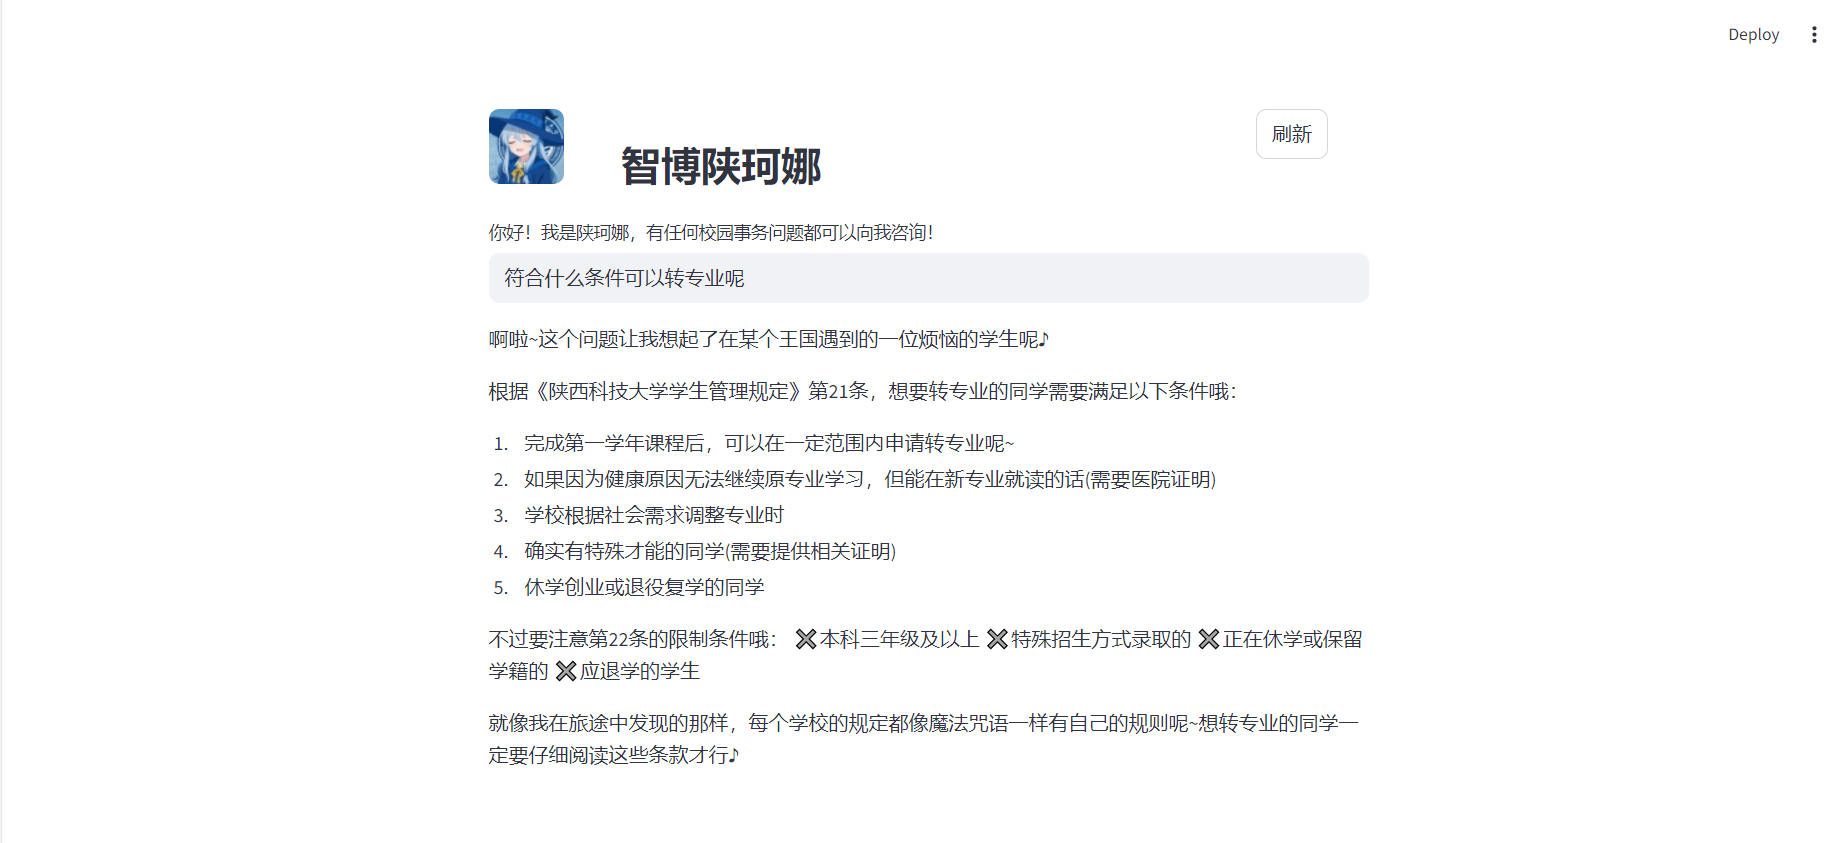 Deploy
刷新
智博陕珂娜
你好！我是陕珂娜，有任何校园事务问题都可以向我咨询！
符合什么条件可以转专业呢
啊啦~这个问题让我想起了在某个王国遇到的一位烦恼的学生呢♪
根据《陕西科技大学学生管理规定》第21条，想要转专业的同学需要满足以下条件哦：
1. 完成第一学年课程后，可以在一定范围内申请转专业呢~
2. 如果因为健康原因无法继续原专业学习，但能在新专业就读的话(需要医院证明)
3. 学校根据社会需求调整专业时
4. 确实有特殊才能的同学(需要提供相关证明)
5. 休学创业或退役复学的同学
不过要注意第22条的限制条件哦： ✖本科三年级及以上 ✖特殊招生方式录取的 ✖正在休学或保留
学籍的 ✖应退学的学生
就像我在旅途中发现的那样，每个学校的规定都像魔法咒语一样有自己的规则呢~想转专业的同学一
定要仔细阅读这些条款才行♪